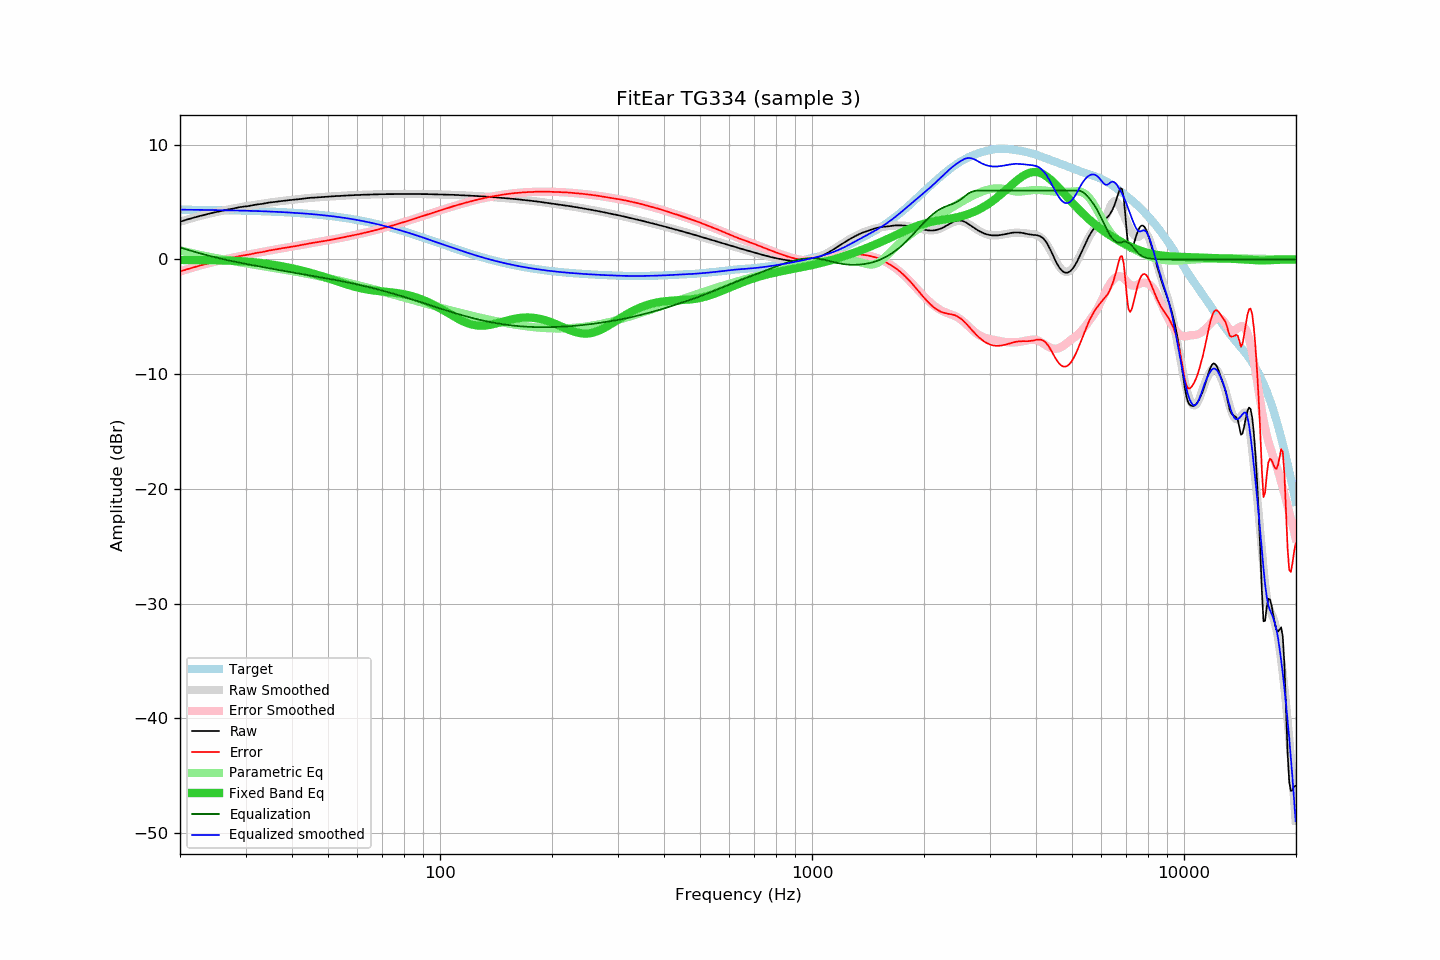 FitEar TG334 (sample 3)
10
0
−10
−20
−30
−40
−50
Amplitude (dBr)
Target
Raw Smoothed
Error Smoothed
Raw
Error
Parametric Eq
Fixed Band Eq
Equalization
Equalized smoothed
100
1000
10000
Frequency (Hz)